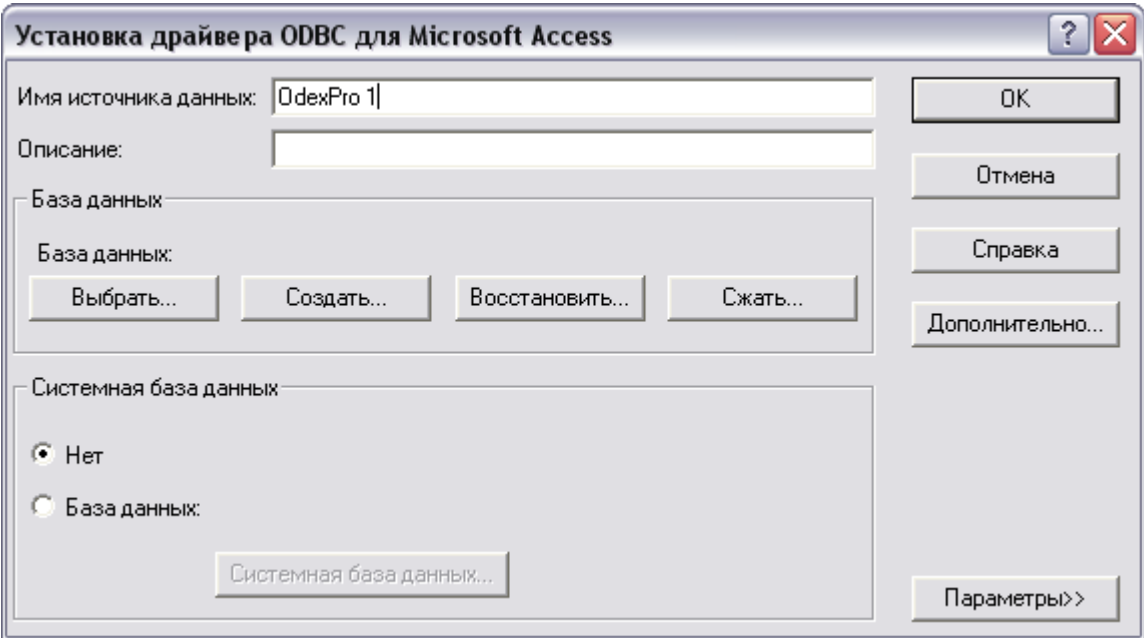 Установка драйвера ODBC для Microsoft Access
Имя источника данных: OdexPro 1
OK
Описание:
Отмена
База данных
База данных:
Справка
Выбрать... Создать... Восстановить... Сжать...
Дополнительно...
Системная база данных
Нет
База данных:
Системная база данных...
Параметры>>